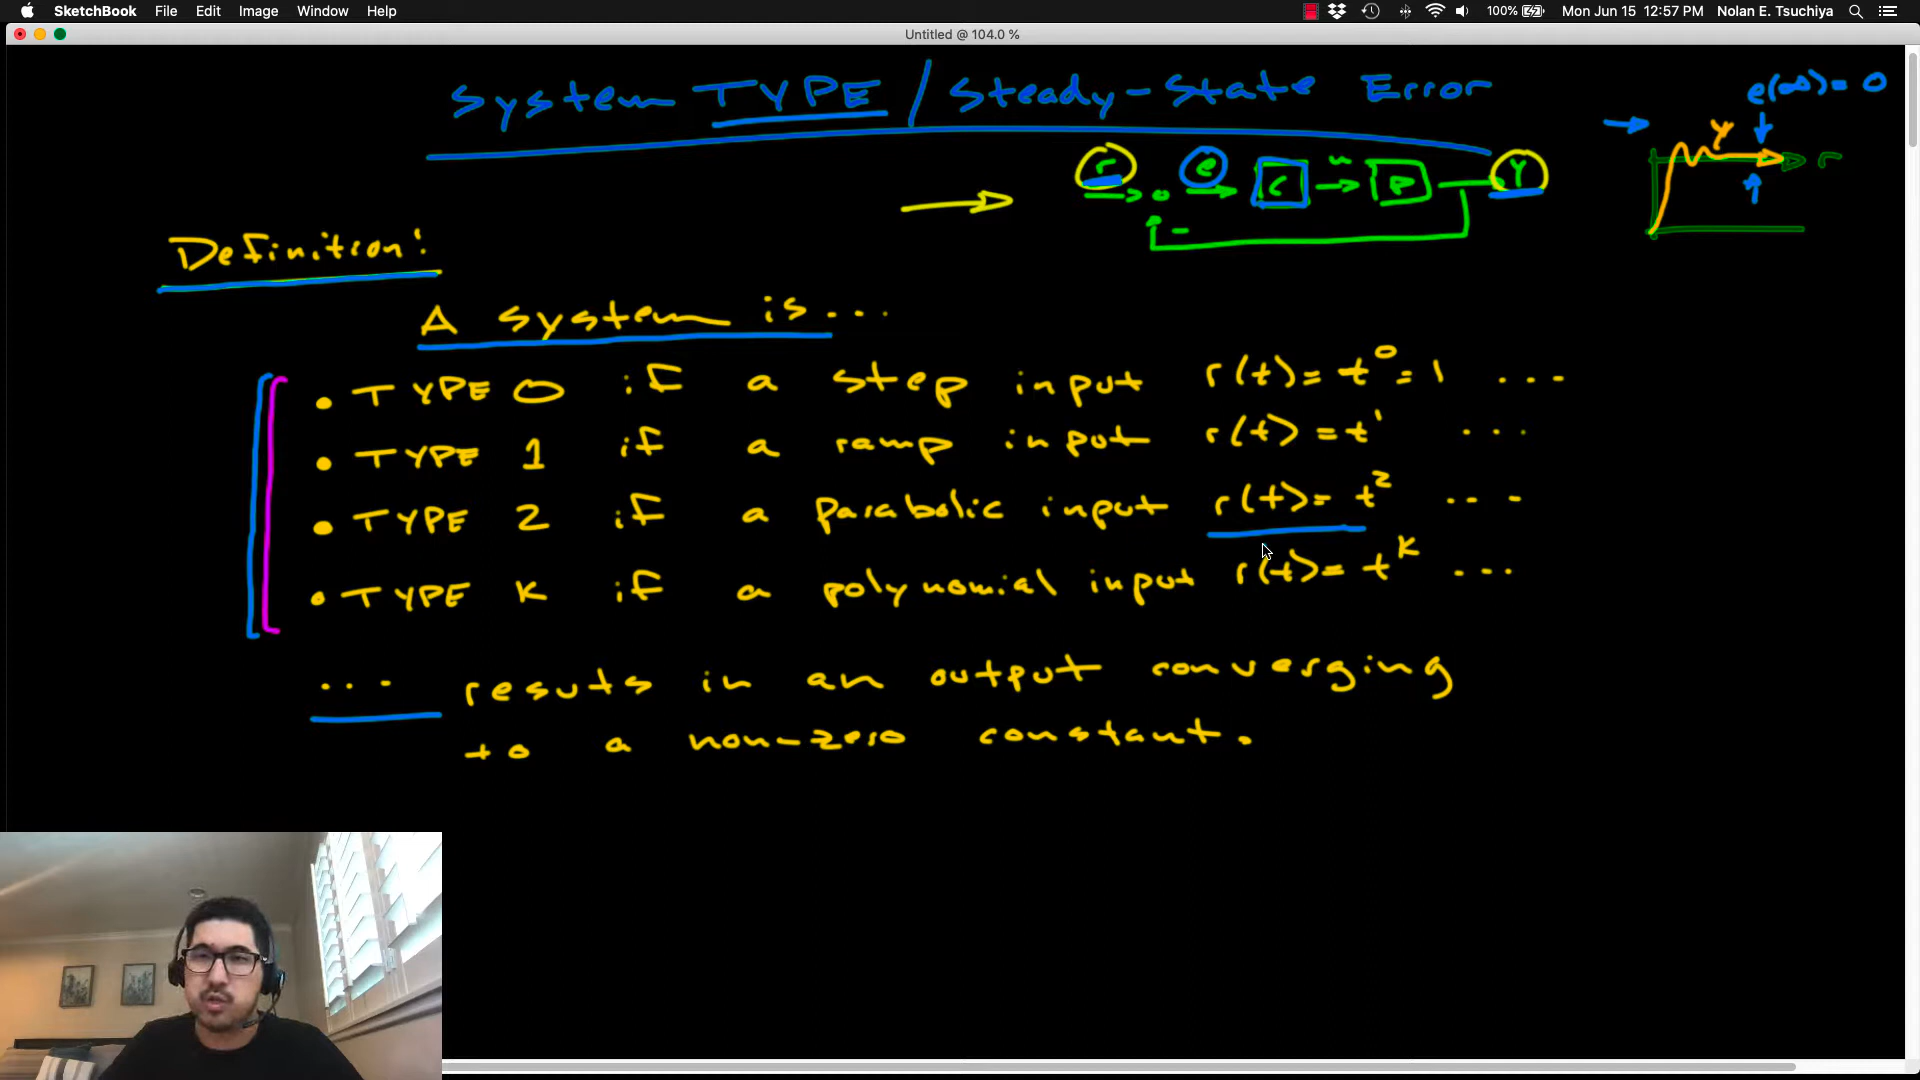 SketchBook File Edit Image Window Help 100% Mon Jun 15 12:57 PM Nolan E. Tsuchiya
Untitled @ 104.0 %
System TYPE / Steady-State Error
e(∞) = 0
r e C u P Y
-
Y r
Definition:
A system is...
• TYPE 0 if a step input r(t) = t⁰ = 1 ...
• TYPE 1 if a ramp input r(t) = t¹ ...
• TYPE 2 if a parabolic input r(t) = t² ...
• TYPE K if a polynomial input r(t) = t^K ...
... resuts in an output converging
to a non-zero constant.